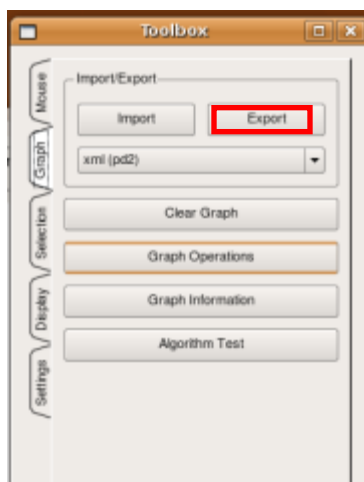 Toolbox
Mouse
Graph
Selection
Display
Settings
Import/Export
Import
Export
xml (pd2)
Clear Graph
Graph Operations
Graph Information
Algorithm Test